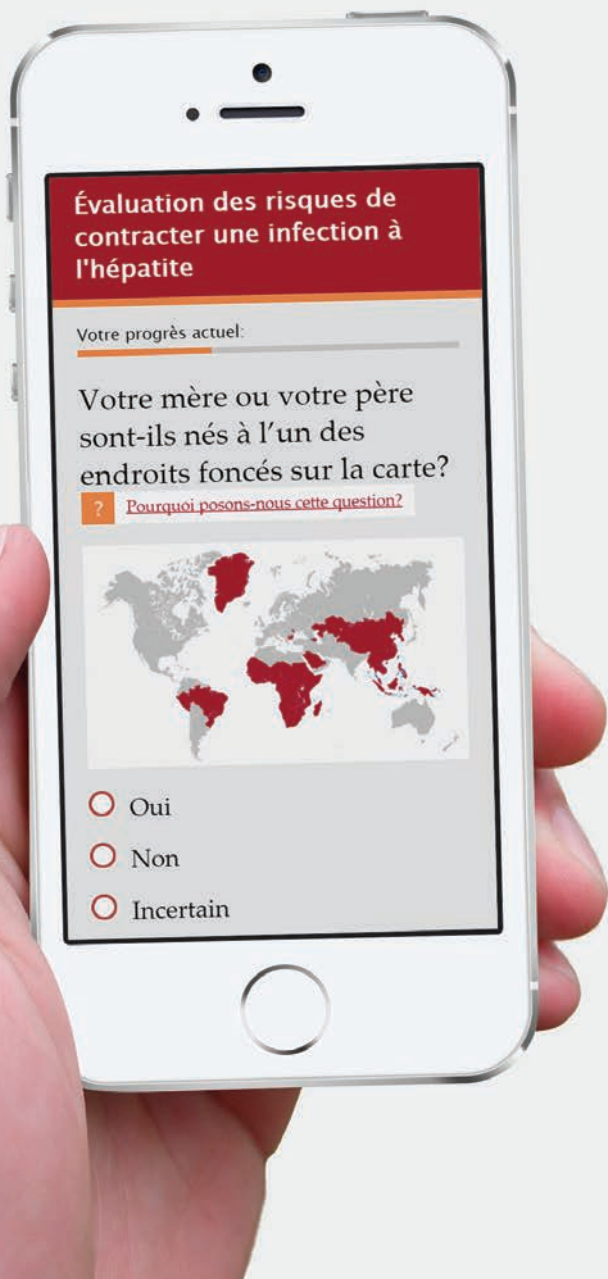 Évaluation des risques de
contracter une infection à
l'hépatite
Votre progrès actuel:
Votre mère ou votre père
sont-ils nés à l’un des
endroits foncés sur la carte?
?
Pourquoi posons-nous cette question?
Oui
Non
Incertain